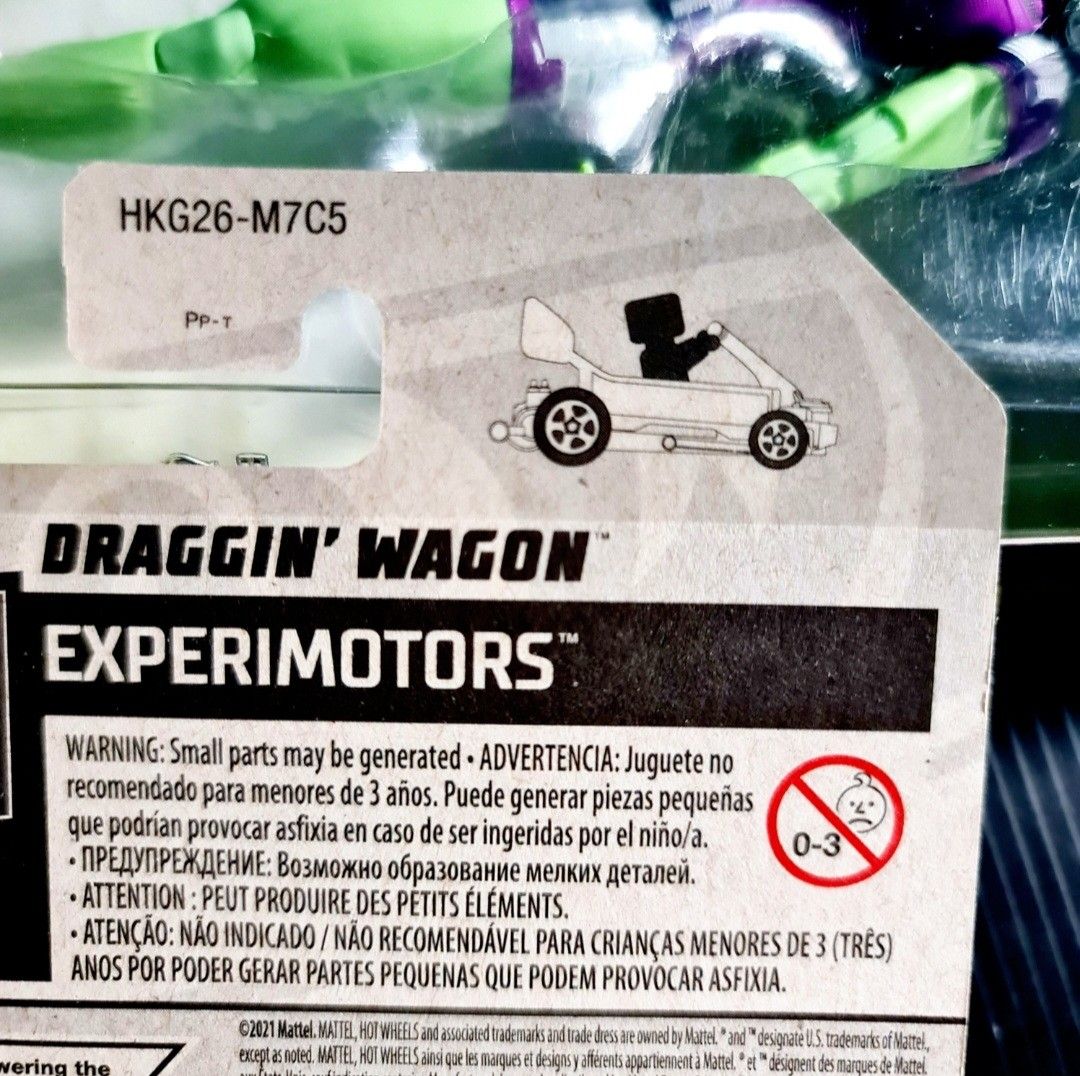 HKG26-M7C5
PP-T
DRAGGIN' WAGON™
EXPERIMOTORS™
WARNING: Small parts may be generated • ADVERTENCIA: Juguete no
recomendado para menores de 3 años. Puede generar piezas pequeñas
que podrían provocar asfixia en caso de ser ingeridas por el niño/a.
• ПРЕДУПРЕЖДЕНИЕ: Возможно образование мелких деталей.
• ATTENTION : PEUT PRODUIRE DES PETITS ÉLÉMENTS.
• ATENÇÃO: NÃO INDICADO / NÃO RECOMENDÁVEL PARA CRIANÇAS MENORES DE 3 (TRÊS)
ANOS POR PODER GERAR PARTES PEQUENAS QUE PODEM PROVOCAR ASFIXIA.
0-3
©2021 Mattel. MATTEL, HOT WHEELS and associated trademarks and trade dress are owned by Mattel. ® and ™ designate U.S. trademarks of Mattel,
except as noted. MATTEL, HOT WHEELS ainsi que les marques et designs y afférents appartiennent à Mattel. ® et ™ désignent des marques de Mattel
wering the